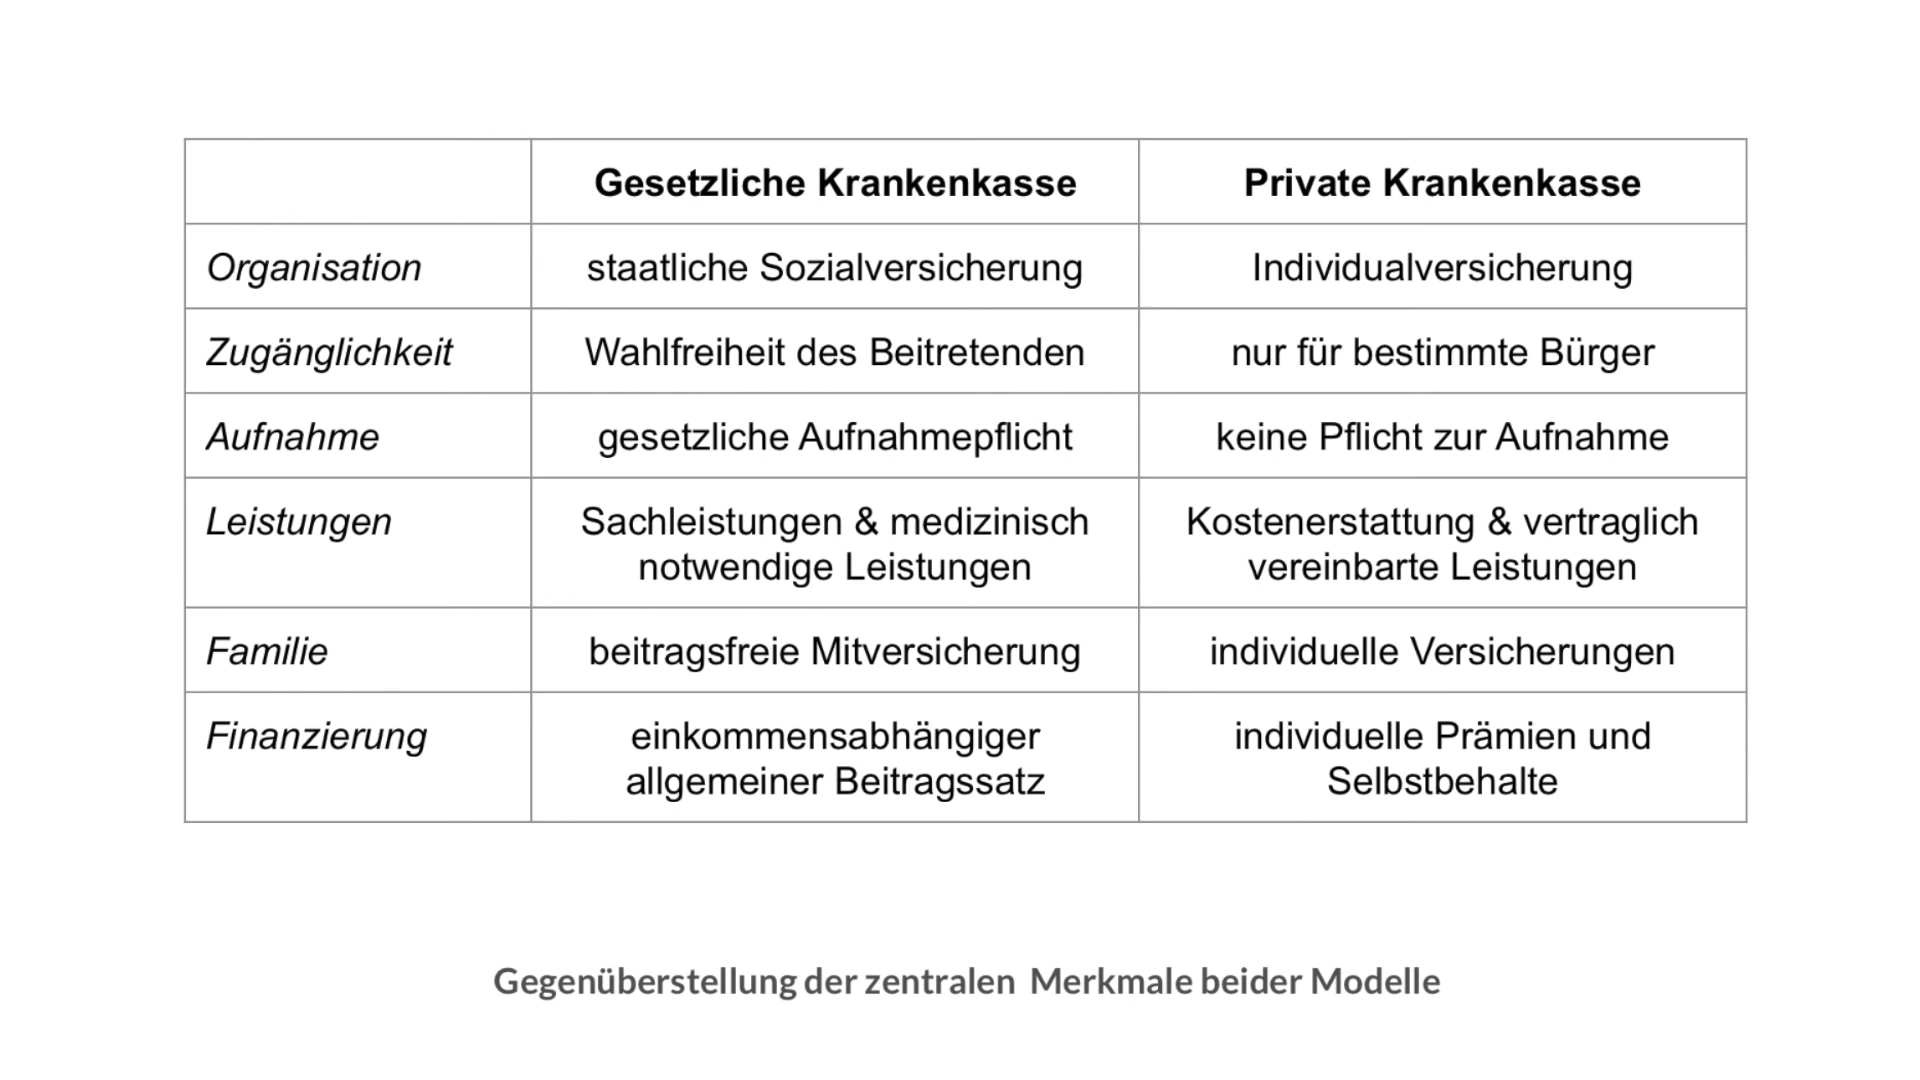 Gesetzliche Krankenkasse Private Krankenkasse
Organisation staatliche Sozialversicherung Individualversicherung
Zugänglichkeit Wahlfreiheit des Beitretenden nur für bestimmte Bürger
Aufnahme gesetzliche Aufnahmepflicht keine Pflicht zur Aufnahme
Leistungen Sachleistungen & medizinisch Kostenerstattung & vertraglich
notwendige Leistungen vereinbarte Leistungen
Familie beitragsfreie Mitversicherung individuelle Versicherungen
Finanzierung einkommensabhängiger individuelle Prämien und
allgemeiner Beitragssatz Selbstbehalte
Gegenüberstellung der zentralen Merkmale beider Modelle